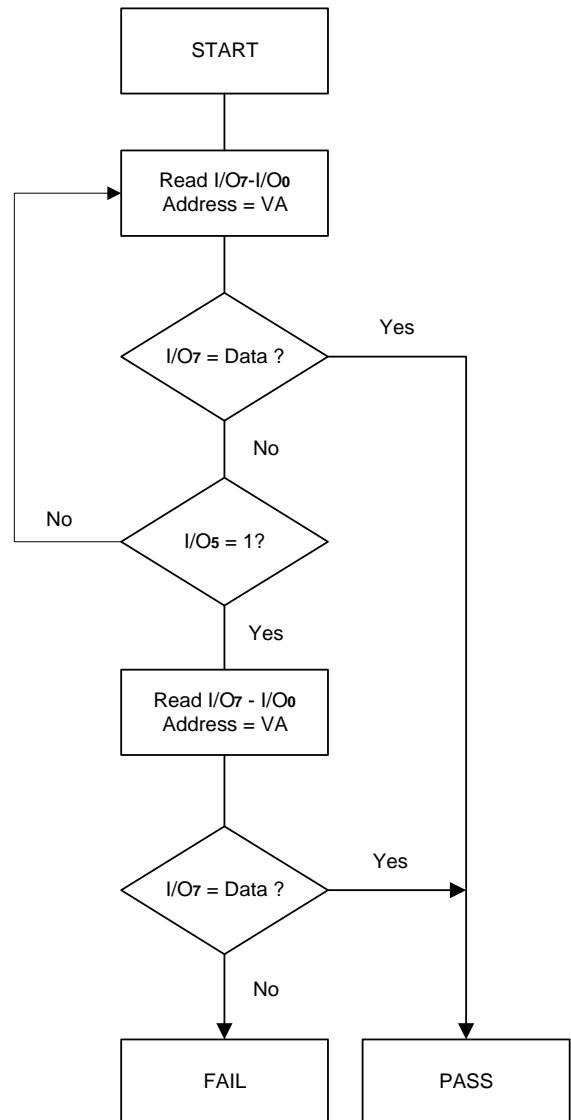 START
Read I/O7-I/O0
Address = VA
I/O7 = Data ?
Yes
No
No
I/O5 = 1?
Yes
Read I/O7 - I/O0
Address = VA
I/O7 = Data ?
Yes
No
FAIL
PASS